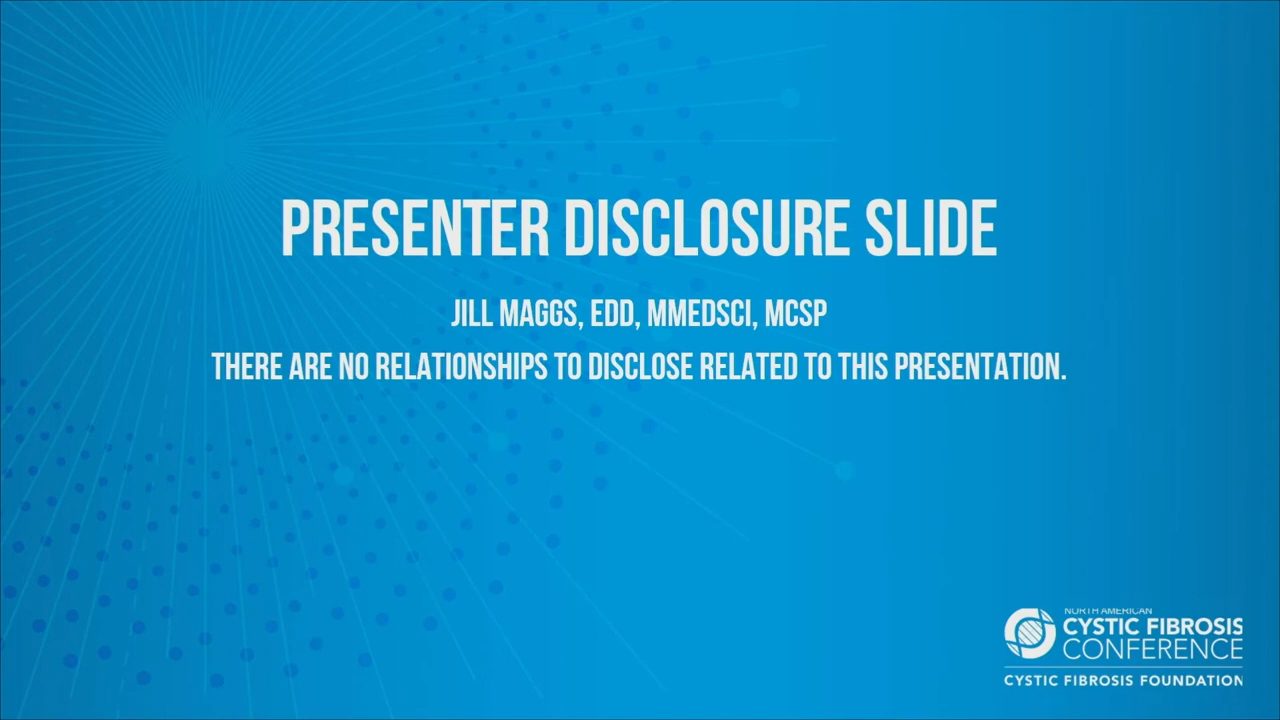 PRESENTER DISCLOSURE SLIDE
JILL MAGGS, EDD, MMEDSCI, MCSP
THERE ARE NO RELATIONSHIPS TO DISCLOSE RELATED TO THIS PRESENTATION.
NORTH AMERICAN
CYSTIC FIBROSIS
CONFERENCE
CYSTIC FIBROSIS FOUNDATION